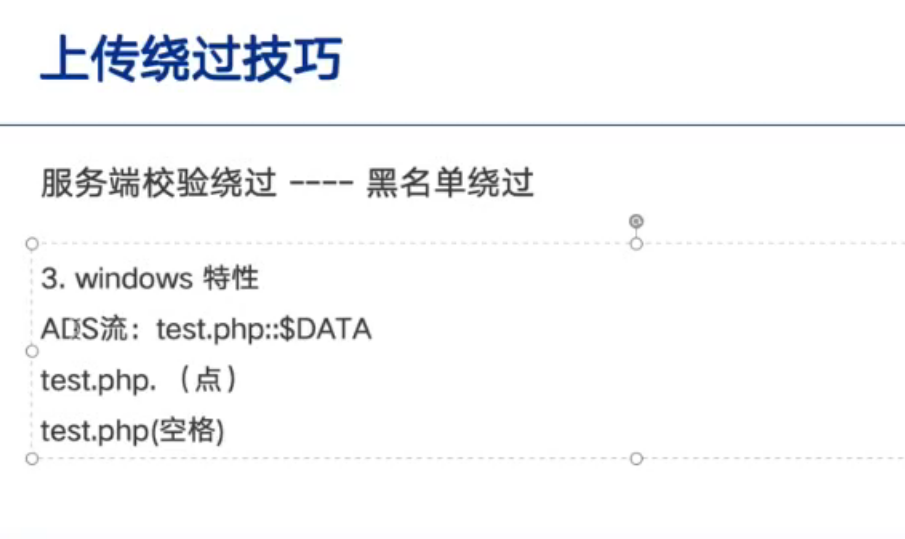 上传绕过技巧
服务端校验绕过 ---- 黑名单绕过
3. windows 特性
ADS流：test.php::$DATA
test.php. （点）
test.php(空格)